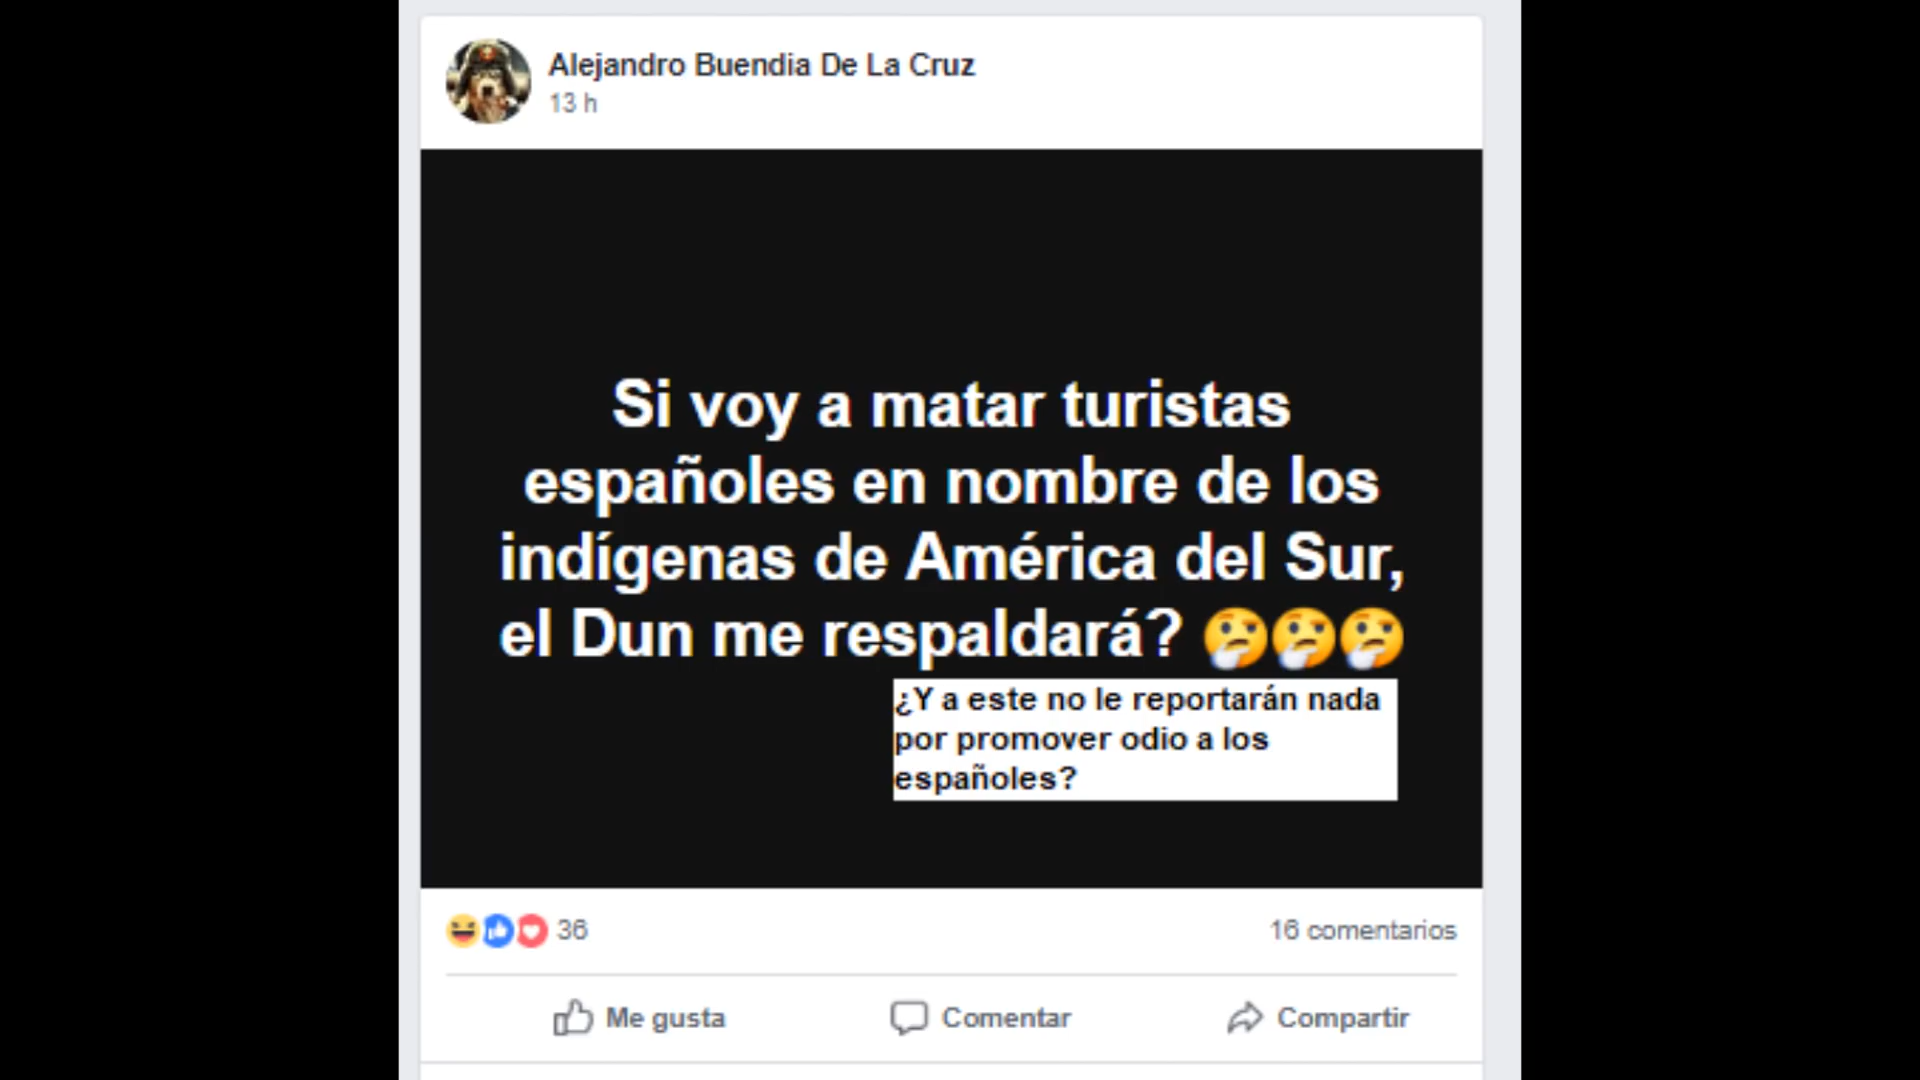 Alejandro Buendia De La Cruz
13 h
Si voy a matar turistas
españoles en nombre de los
indígenas de América del Sur,
el Dun me respaldará? 🤔🤔🤔
¿Y a este no le reportarán nada
por promover odio a los
españoles?
36
16 comentarios
Me gusta
Comentar
Compartir